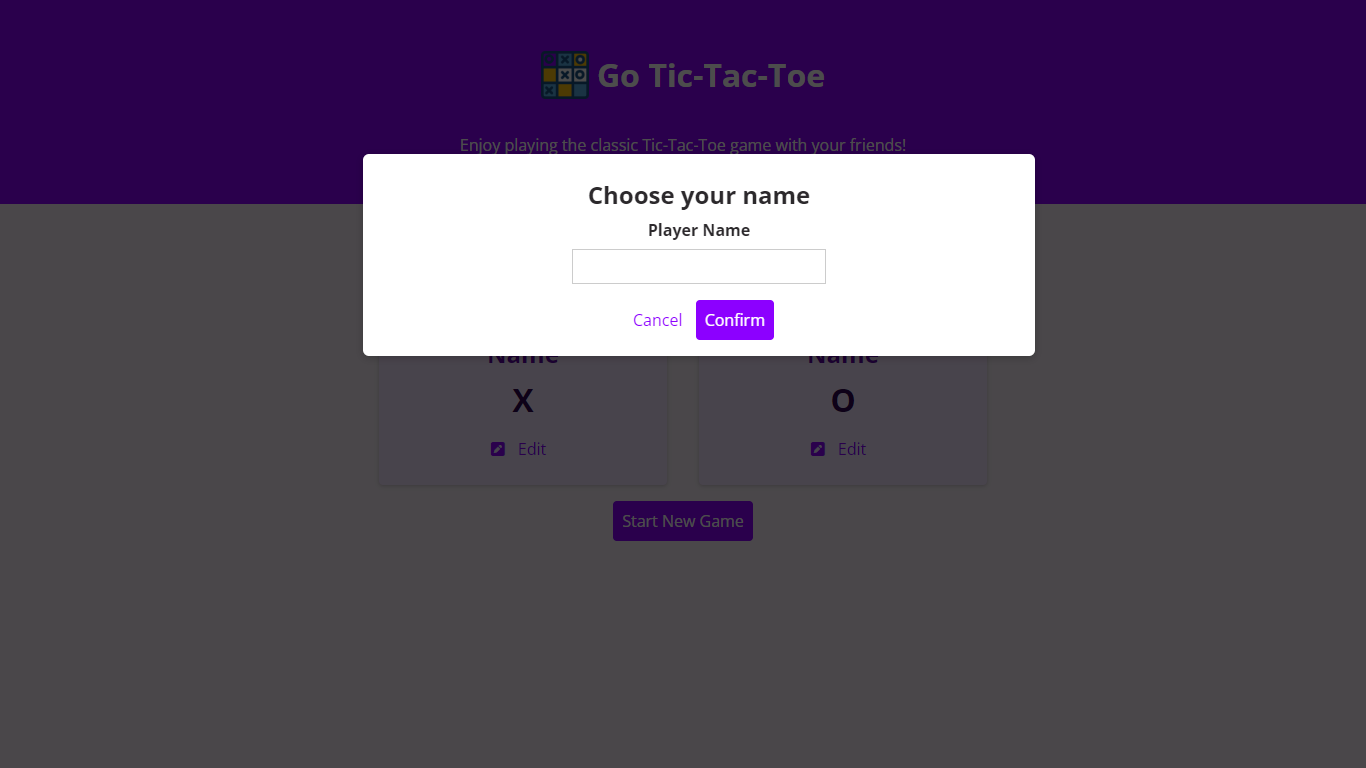 Go Tic-Tac-Toe
Enjoy playing the classic Tic-Tac-Toe game with your friends!
Choose your name
Player Name
Cancel Confirm
Name Name
X O
Edit Edit
Start New Game